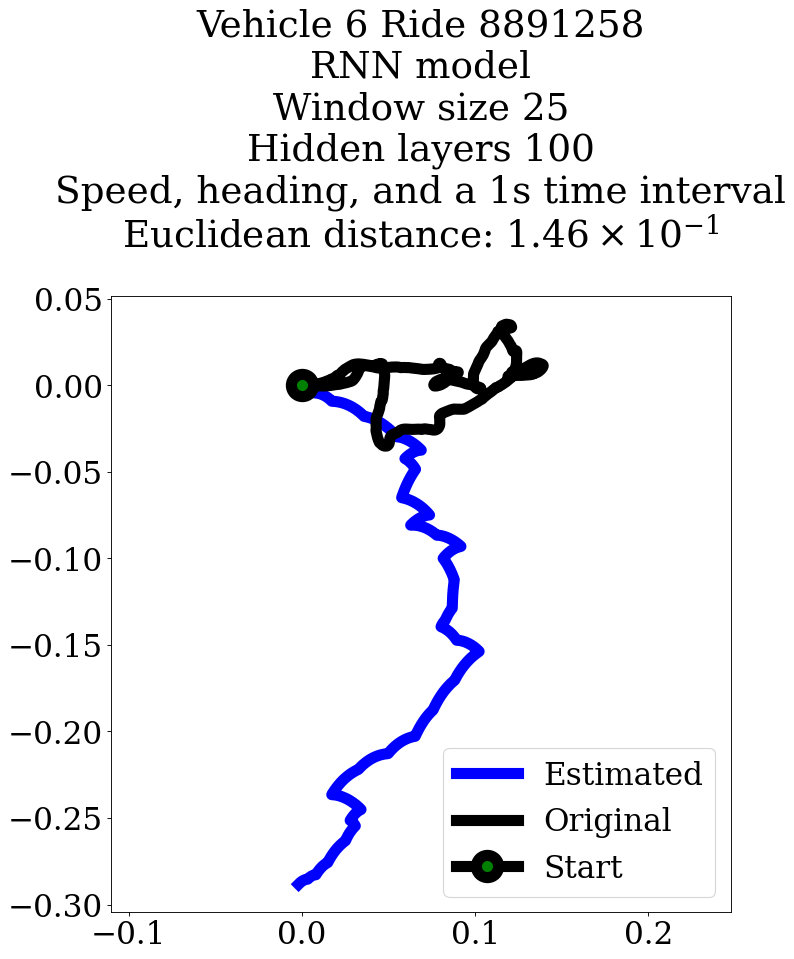 Vehicle 6 Ride 8891258
RNN model
Window size 25
Hidden layers 100
Speed, heading, and a 1s time interval
Euclidean distance: 1.46 × 10⁻¹
0.05
0.00
−0.05
−0.10
−0.15
−0.20
−0.25
−0.30
Estimated
Original
Start
−0.1 0.0 0.1 0.2